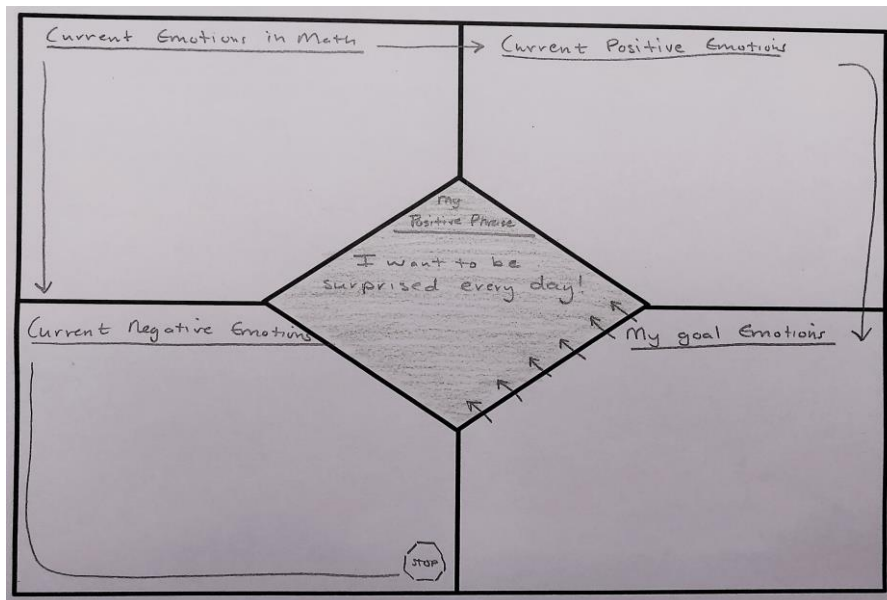 Current Emotions in Math
Current Positive Emotions
My
Positive Phrase
I want to be
surprised every day!
Current Negative Emotions
My goal Emotions
STOP